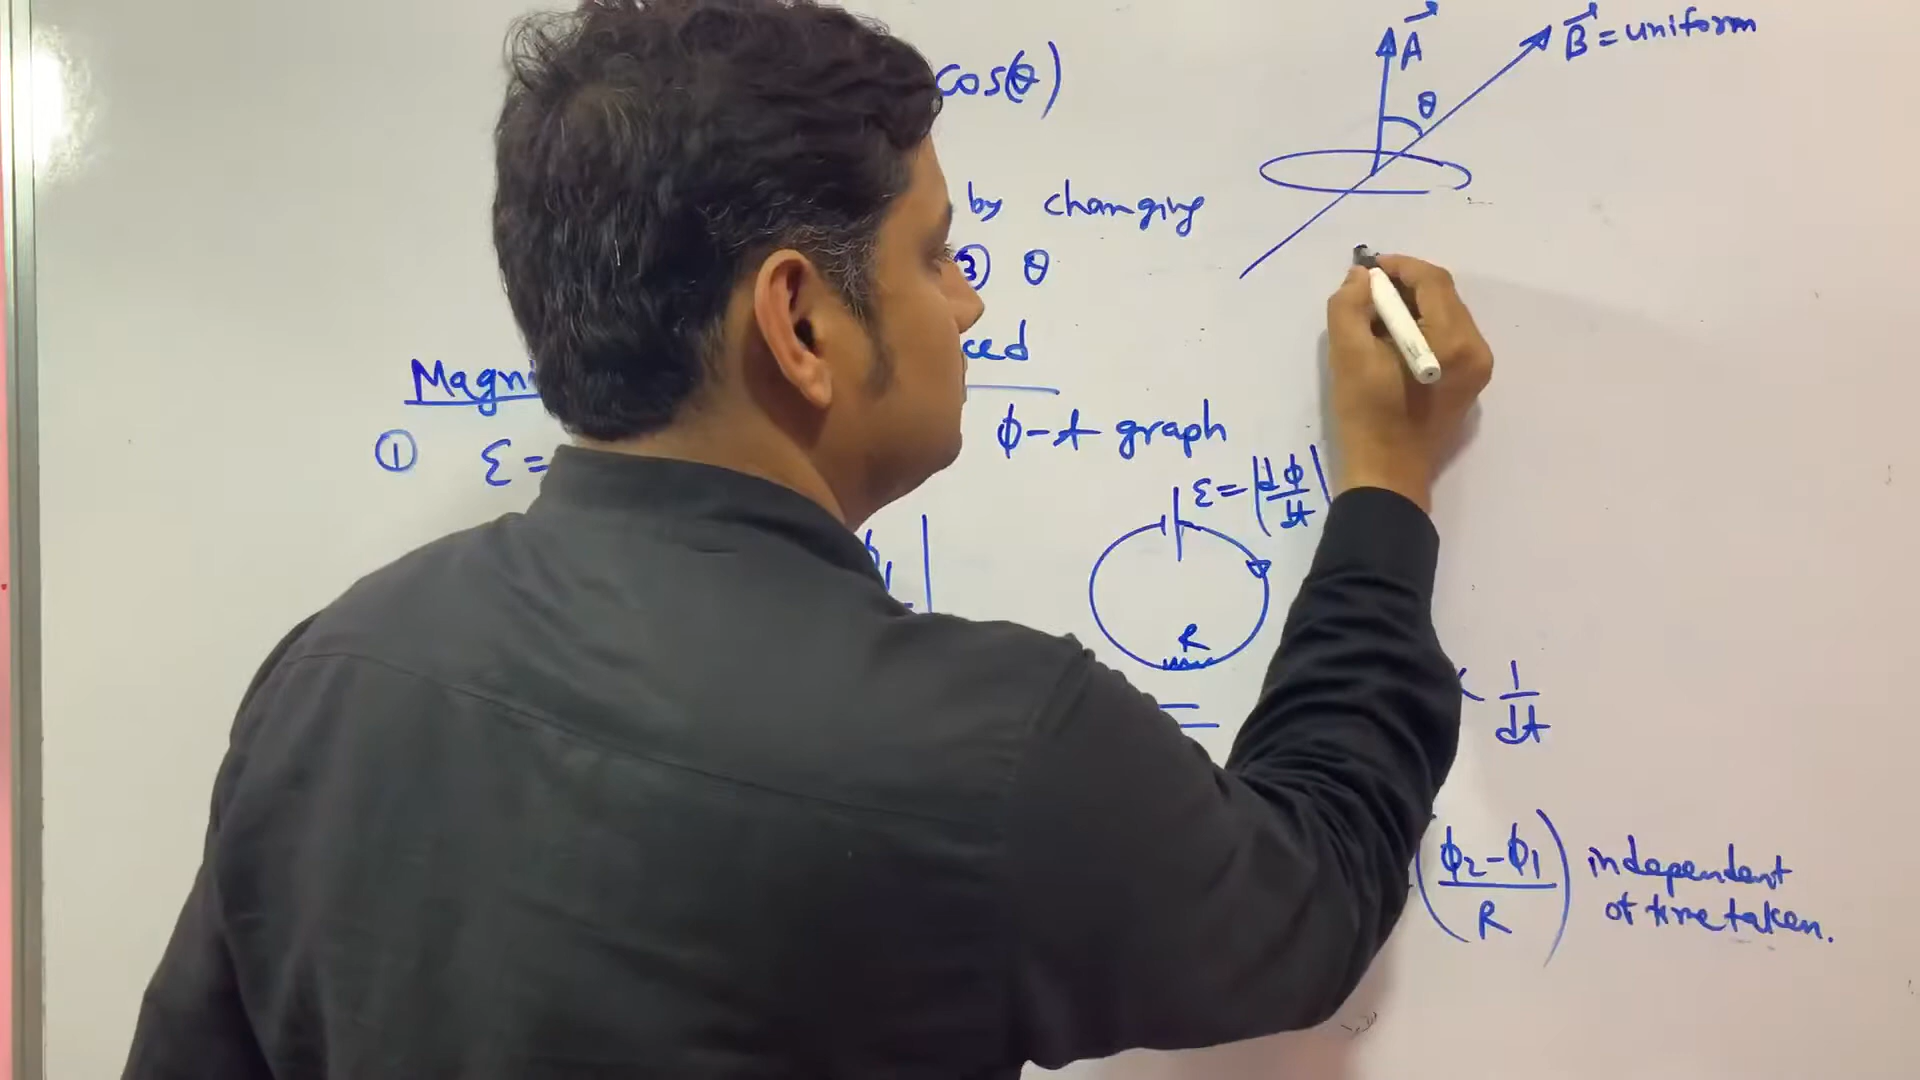 A⃗
B⃗ = uniform
θ
cos(θ)
by changing
③ θ
ced
Magni
φ-t graph
① ε =
ε = |dφ/dt|
R
1/dt
(φ₂-φ₁/R) independent
of time taken.